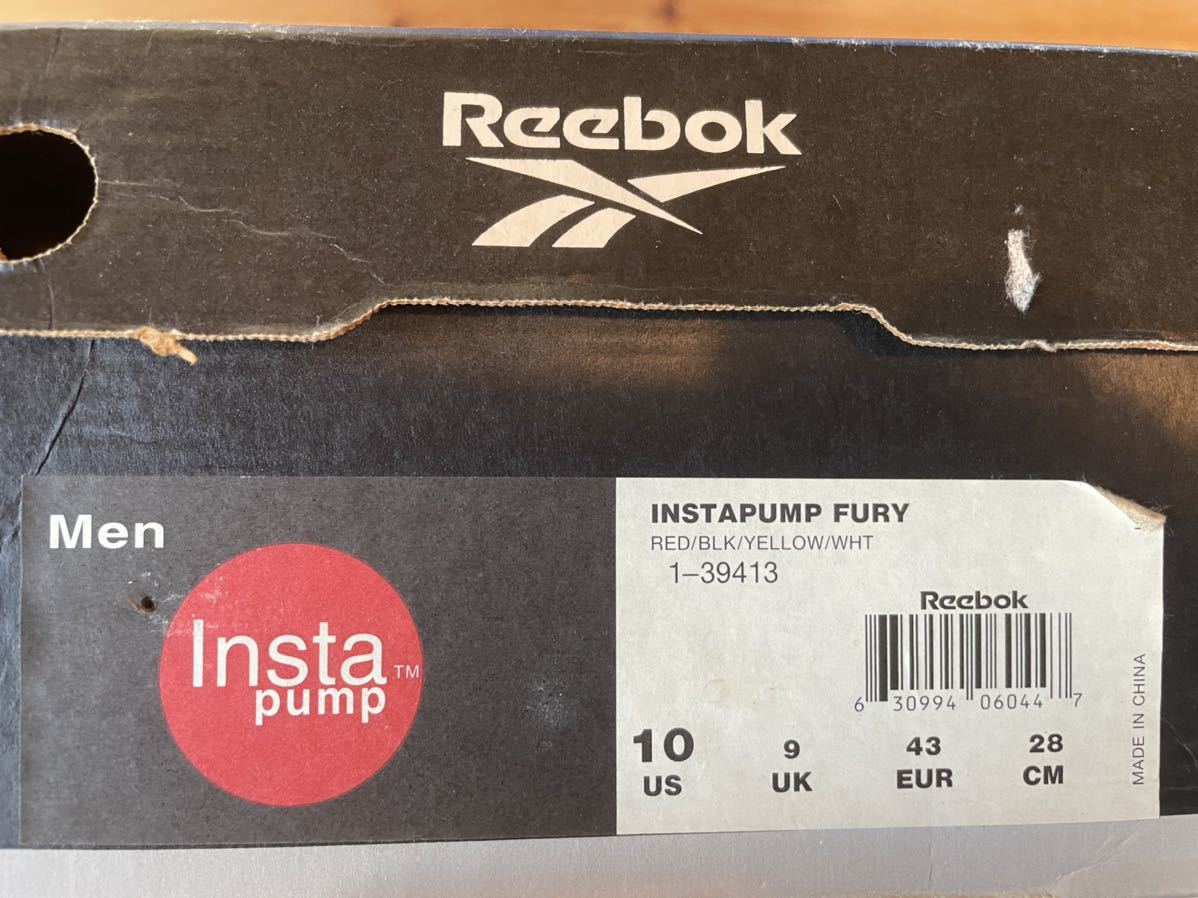 Reebok
Men
Insta™
pump
INSTAPUMP FURY
RED/BLK/YELLOW/WHT
1–39413
Reebok
6 30994 06044 7
10 9 43 28
US UK EUR CM
MADE IN CHINA